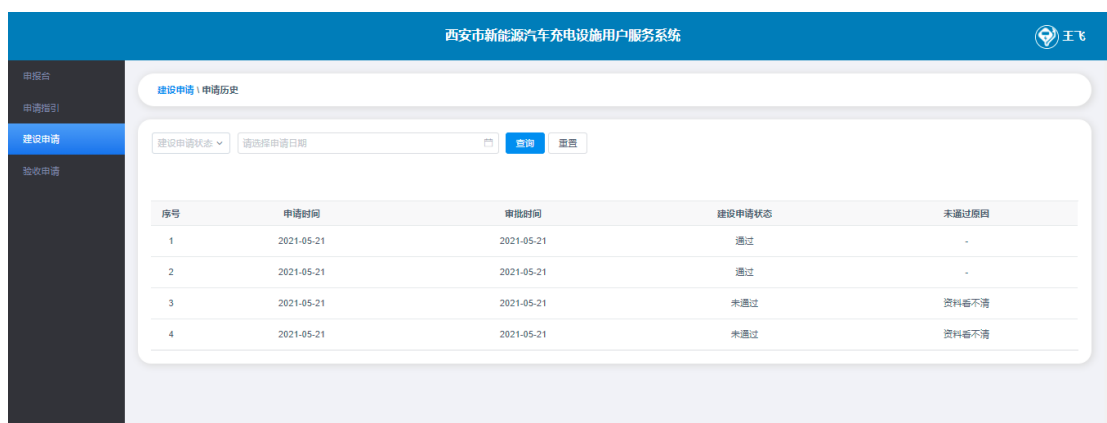 西安市新能源汽车充电设施用户服务系统
王飞
申报台
申请指引
建设申请
验收申请
建设申请 \ 申请历史
建设申请状态 请选择申请日期 查询 重置
序号 申请时间 审批时间 建设申请状态 未通过原因
1 2021-05-21 2021-05-21 通过 -
2 2021-05-21 2021-05-21 通过 -
3 2021-05-21 2021-05-21 未通过 资料看不清
4 2021-05-21 2021-05-21 未通过 资料看不清